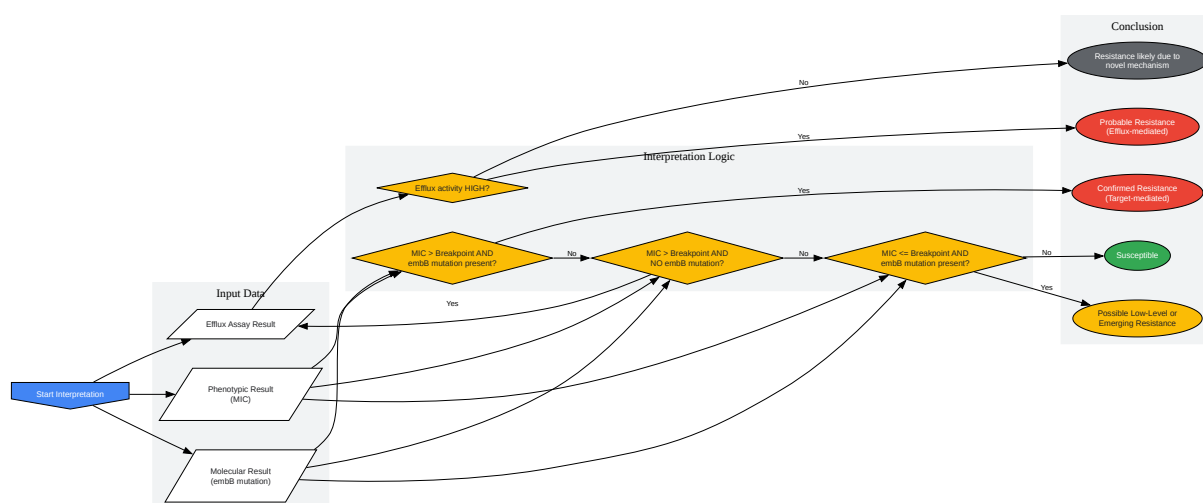 Conclusion
Resistance likely due to
novel mechanism
No
Probable Resistance
(Efflux-mediated)
Yes
Interpretation Logic
Efflux activity HIGH?
Confirmed Resistance
(Target-mediated)
Yes
MIC > Breakpoint AND
embB mutation present?
No
MIC > Breakpoint AND
NO embB mutation?
No
MIC <= Breakpoint AND
embB mutation present?
No
Susceptible
Yes
Input Data
Yes
Possible Low-Level or
Emerging Resistance
Efflux Assay Result
Start Interpretation
Phenotypic Result
(MIC)
Molecular Result
(embB mutation)